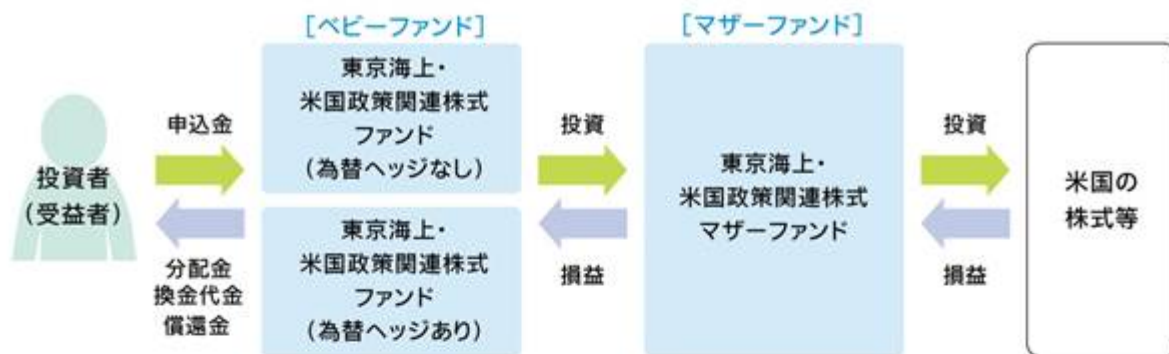 [ベビーファンド]
東京海上・
米国政策関連株式
ファンド
(為替ヘッジなし)
東京海上・
米国政策関連株式
ファンド
(為替ヘッジあり)
[マザーファンド]
東京海上・
米国政策関連株式
マザーファンド
投資者
(受益者)
申込金
分配金
換金代金
償還金
投資
損益
投資
損益
米国の
株式等